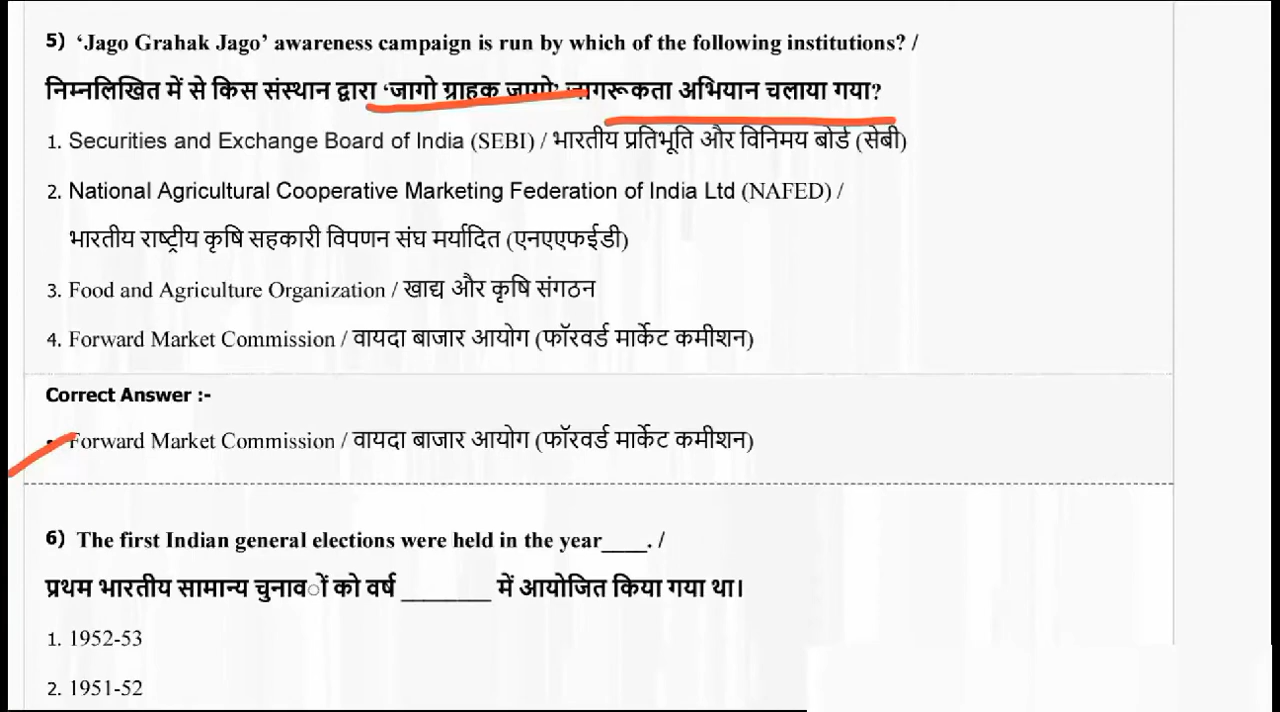 5) ‘Jago Grahak Jago’ awareness campaign is run by which of the following institutions? /
निम्नलिखित में से किस संस्थान द्वारा ‘जागो ग्राहक जागो’ जागरूकता अभियान चलाया गया?
1. Securities and Exchange Board of India (SEBI) / भारतीय प्रतिभूति और विनिमय बोर्ड (सेबी)
2. National Agricultural Cooperative Marketing Federation of India Ltd (NAFED) /
भारतीय राष्ट्रीय कृषि सहकारी विपणन संघ मर्यादित (एनएएफईडी)
3. Food and Agriculture Organization / खाद्य और कृषि संगठन
4. Forward Market Commission / वायदा बाजार आयोग (फॉरवर्ड मार्केट कमीशन)
Correct Answer :-
• Forward Market Commission / वायदा बाजार आयोग (फॉरवर्ड मार्केट कमीशन)
6) The first Indian general elections were held in the year____. /
प्रथम भारतीय सामान्य चुनाव◌ों को वर्ष ________ में आयोजित किया गया था।
1. 1952-53
2. 1951-52